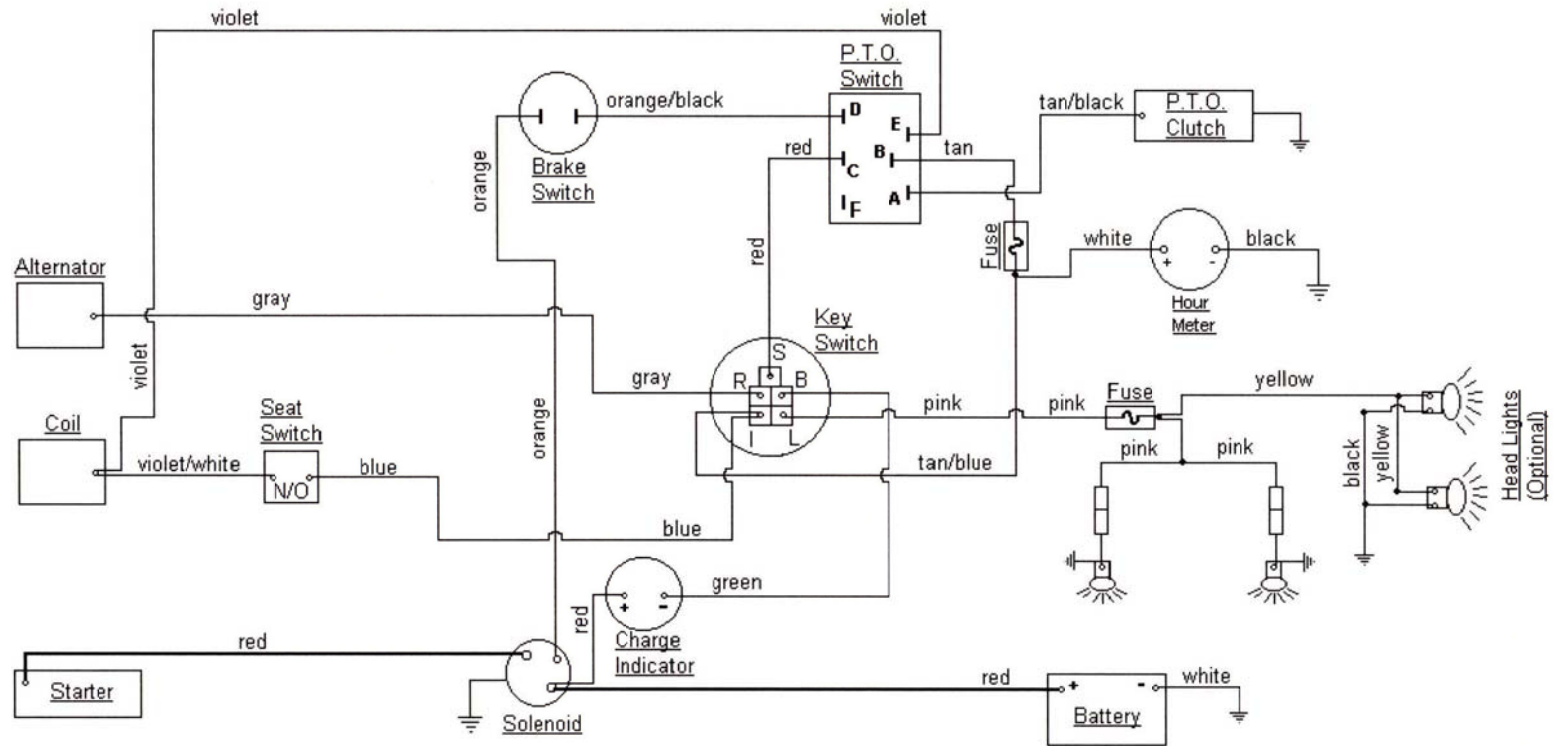 violet
violet
P.T.O.
Switch
orange/black
D
E
tan/black
P.T.O.
Clutch
red
C
B
tan
F
A
Brake
Switch
orange
red
Fuse
white
+
-
black
Hour
Meter
Alternator
gray
violet
Key
Switch
S
gray
R
B
pink
pink
Fuse
yellow
Coil
Seat
Switch
violet/white
N/O
blue
orange
I
L
tan/blue
pink
pink
black
yellow
Head Lights
(Optional)
blue
red
+
-
green
Charge
Indicator
red
Starter
Solenoid
red
+
-
white
Battery